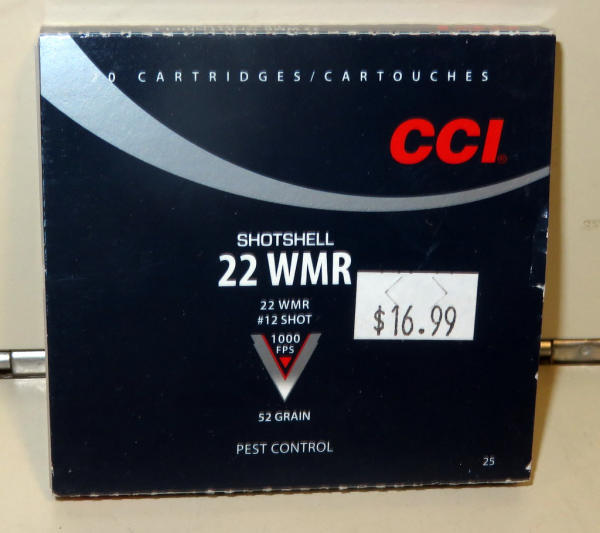 20 CARTRIDGES/CARTOUCHES
CCI®
SHOTSHELL
22 WMR
$16.99
22 WMR
#12 SHOT
1000
FPS
52 GRAIN
PEST CONTROL
25